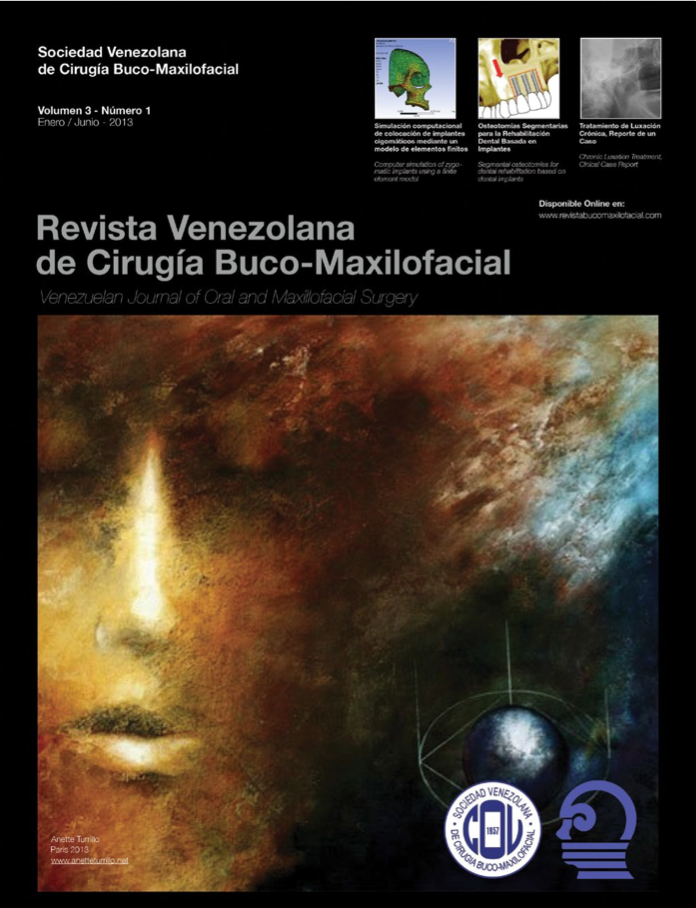 Sociedad Venezolana
de Cirugía Buco-Maxilofacial
Volumen 3 - Número 1
Enero / Junio - 2013
Simulación computacional
de colocación de implantes
cigomáticos mediante un
modelo de elementos finitos
Computer simulation of zygo-
matic implants using a finite
element model
Osteotomías Segmentarias
para la Rehabilitación
Dental Basada en
Implantes
Segmental osteotomies for
dental rehabilitation based on
dental implants
Tratamiento de Luxación
Crónica, Reporte de un
Caso
Chronic Luxation Treatment,
Clinical Case Report
Disponible Online en:
www.revistabucomaxilofacial.com
Revista Venezolana
de Cirugía Buco-Maxilofacial
Venezuelan Journal of Oral and Maxillofacial Surgery
SOCIEDAD VENEZOLANA
DE CIRUGÍA BUCO-MAXILOFACIAL
1957
Paris 2013